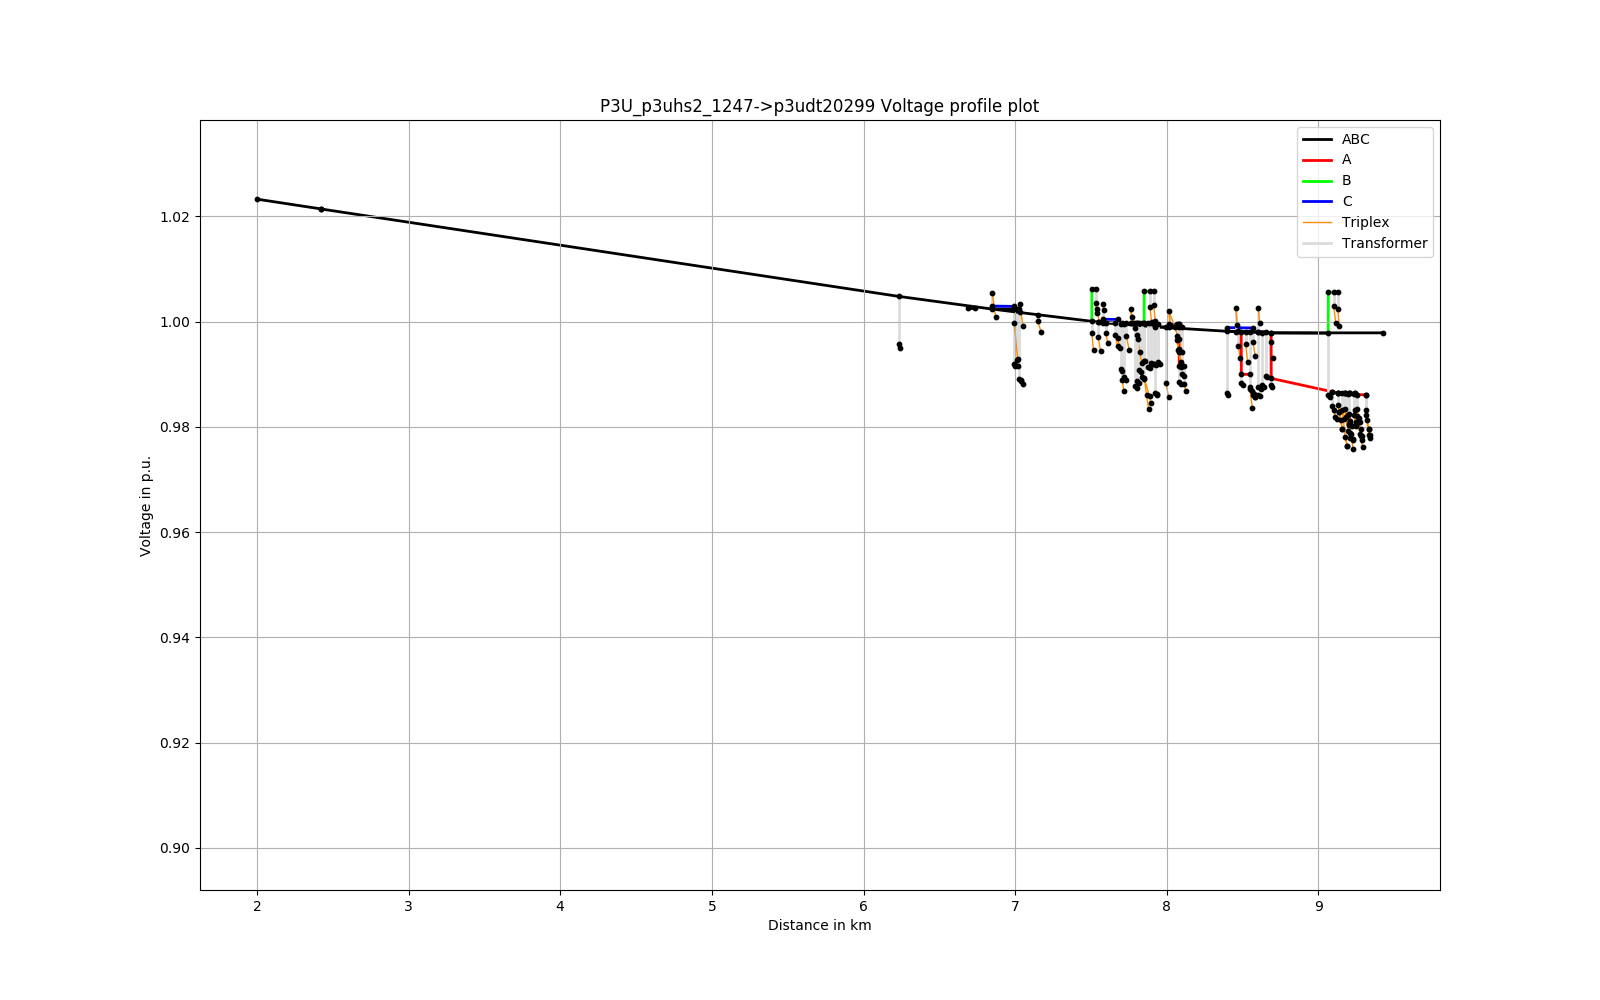 P3U_p3uhs2_1247->p3udt20299 Voltage profile plot
ABC
A
B
C
Triplex
Transformer
1.02
1.00
0.98
0.96
0.94
0.92
0.90
Voltage in p.u.
2 3 4 5 6 7 8 9
Distance in km